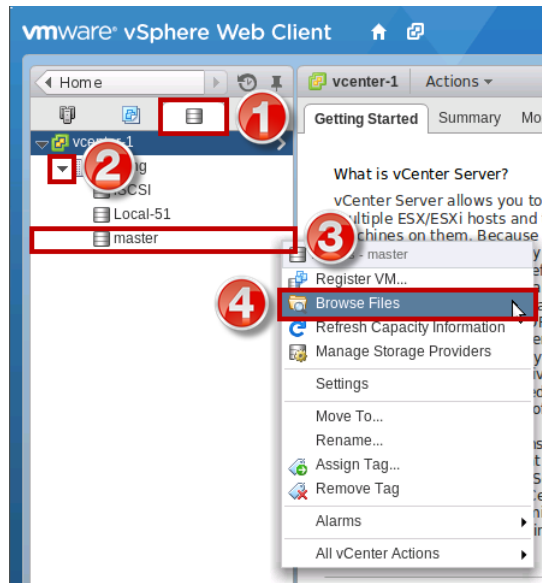 vmware® vSphere Web Client
Home
vcenter-1 Actions
1
Getting Started Summary Mo
vcenter-1
2
iSCSI
Local-51
master
3
What is vCenter Server?
vCenter Server allows you to
multiple ESX/ESXi hosts and
machines on them. Because
- master
Register VM...
4
Browse Files
Refresh Capacity Information
Manage Storage Providers
Settings
Move To...
Rename...
Assign Tag...
Remove Tag
Alarms
All vCenter Actions